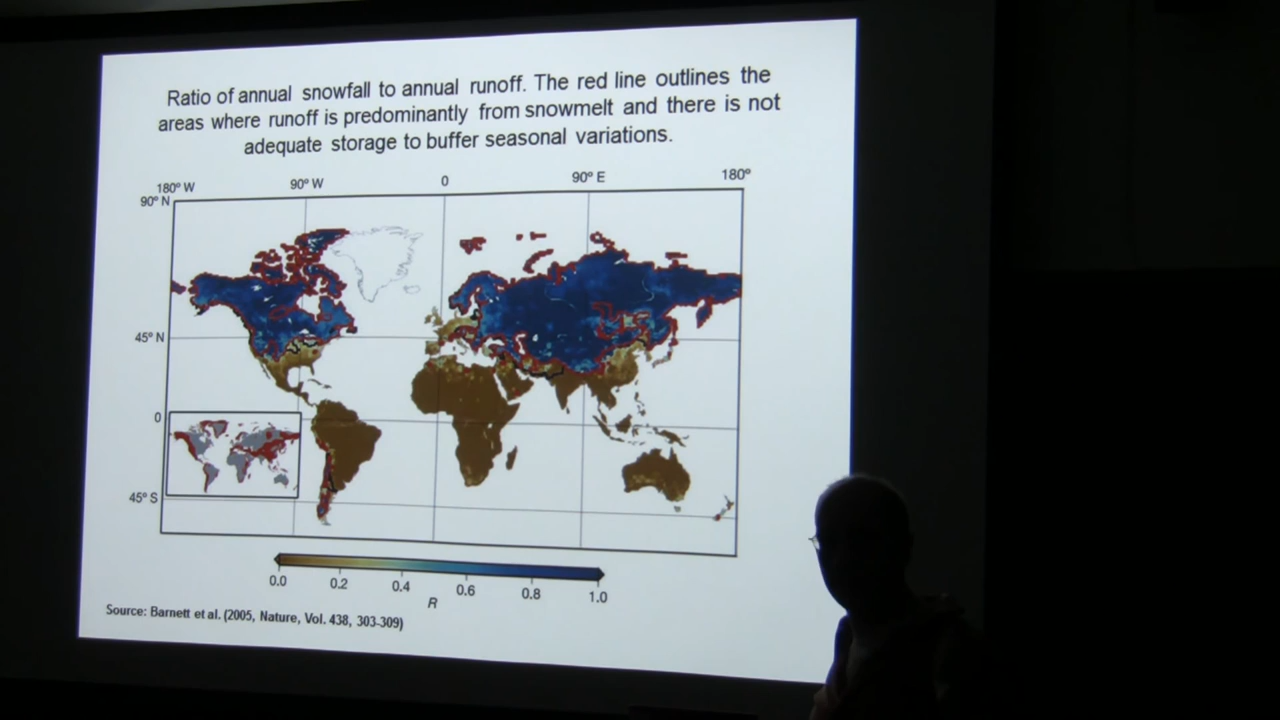 Ratio of annual snowfall to annual runoff. The red line outlines the
areas where runoff is predominantly from snowmelt and there is not
adequate storage to buffer seasonal variations.
180° W 90° W 0 90° E 180°
90° N
45° N
0
45° S
0.0 0.2 0.4 0.6 0.8 1.0
R
Source: Barnett et al. (2005, Nature, Vol. 438, 303-309)